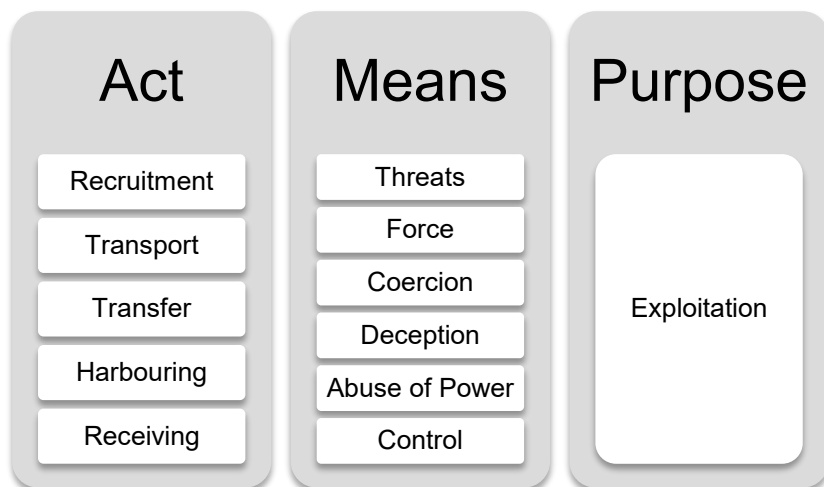 Act
Recruitment
Transport
Transfer
Harbouring
Receiving
Means
Threats
Force
Coercion
Deception
Abuse of Power
Control
Purpose
Exploitation